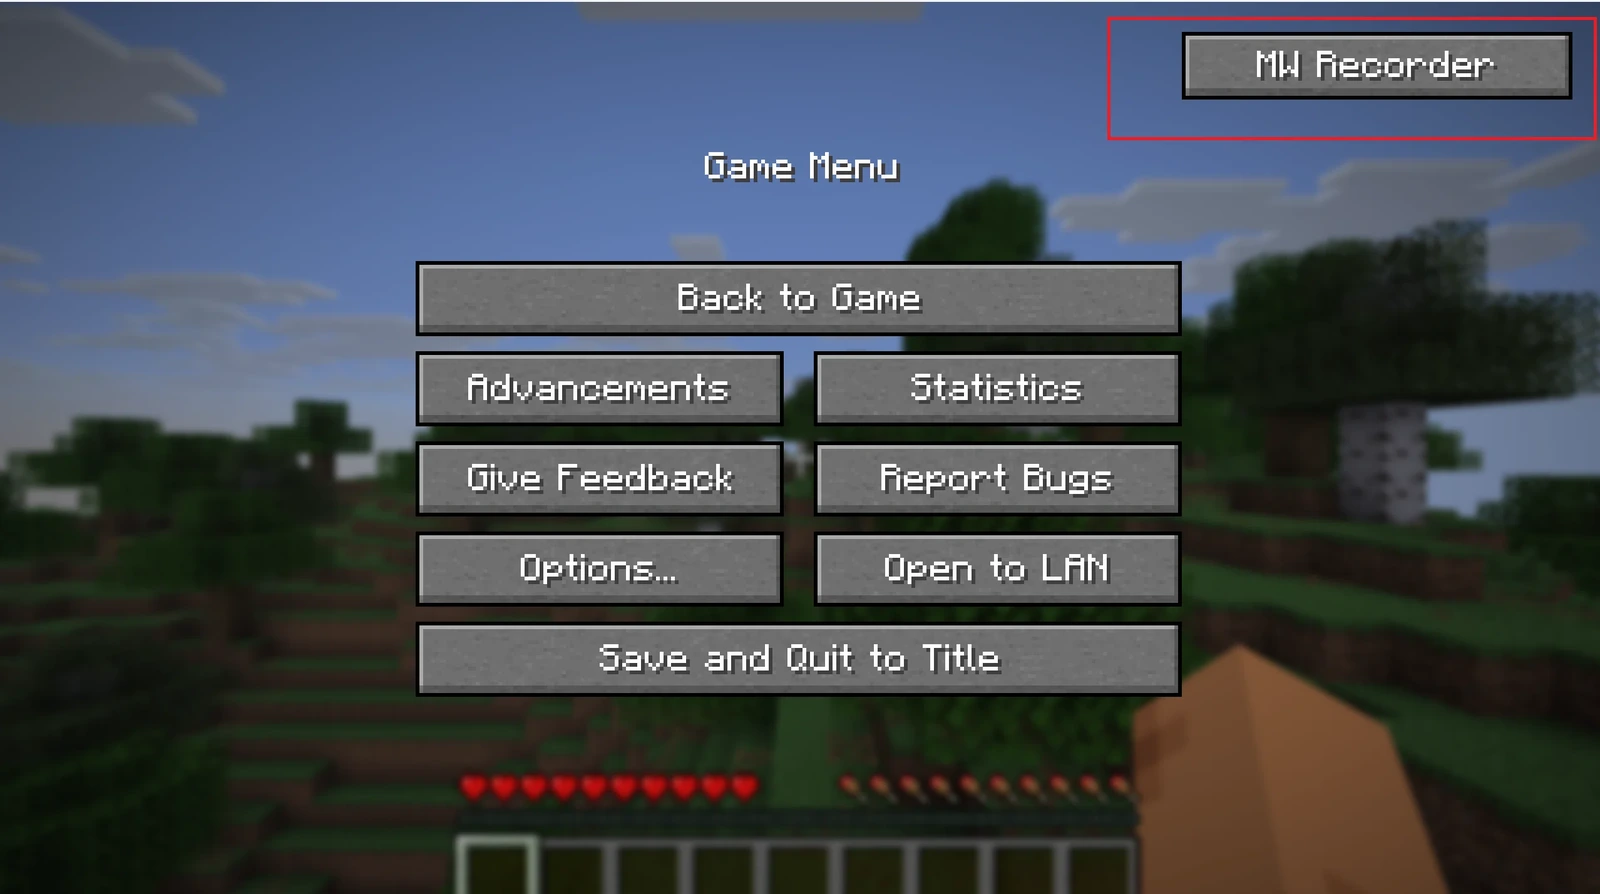 MW Recorder
Game Menu
Back to Game
Advancements
Statistics
Give Feedback
Report Bugs
Options...
Open to LAN
Save and Quit to Title